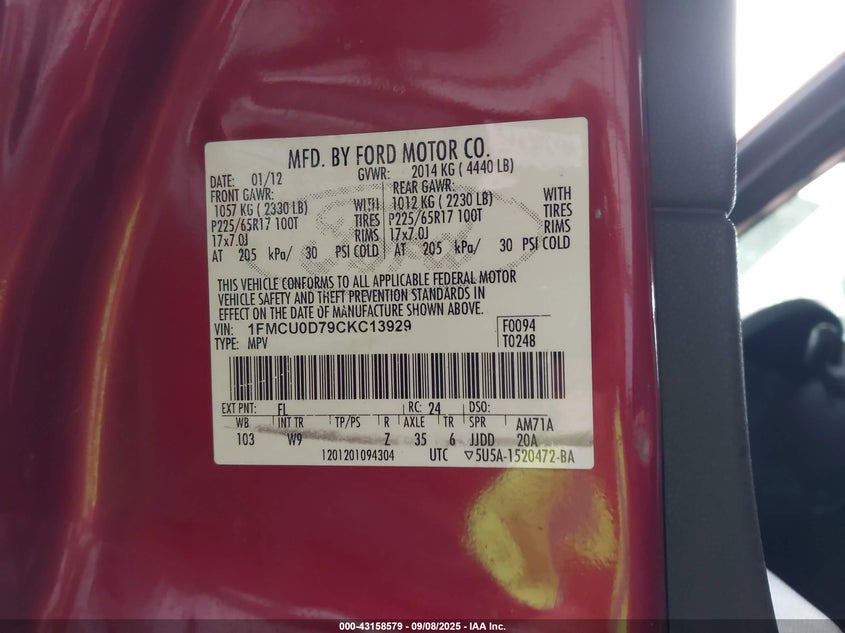 MFD. BY FORD MOTOR CO.
DATE: 01/12 GVWR: 2014 KG ( 4440 LB)
FRONT GAWR: REAR GAWR:
1057 KG ( 2330 LB) WITH 1012 KG ( 2230 LB) WITH
P225/65R17 100T TIRES P225/65R17 100T TIRES
17x7.0J RIMS 17x7.0J RIMS
AT 205 kPa/ 30 PSI COLD AT 205 kPa/ 30 PSI COLD
Ford
THIS VEHICLE CONFORMS TO ALL APPLICABLE FEDERAL MOTOR
VEHICLE SAFETY AND THEFT PREVENTION STANDARDS IN
EFFECT ON THE DATE OF MANUFACTURE SHOWN ABOVE.
VIN: 1FMCU0D79CKC13929 F0094
TYPE: MPV T024B
EXT PNT: FL RC: 24 DSO:
WB INT TR TP/PS R AXLE TR SPR AM71A
103 W9 Z 35 6 JJDD 20A
1201201094304 UTC ▽5U5A-1520472-BA
000-43158579 - 09/08/2025 - IAA Inc.